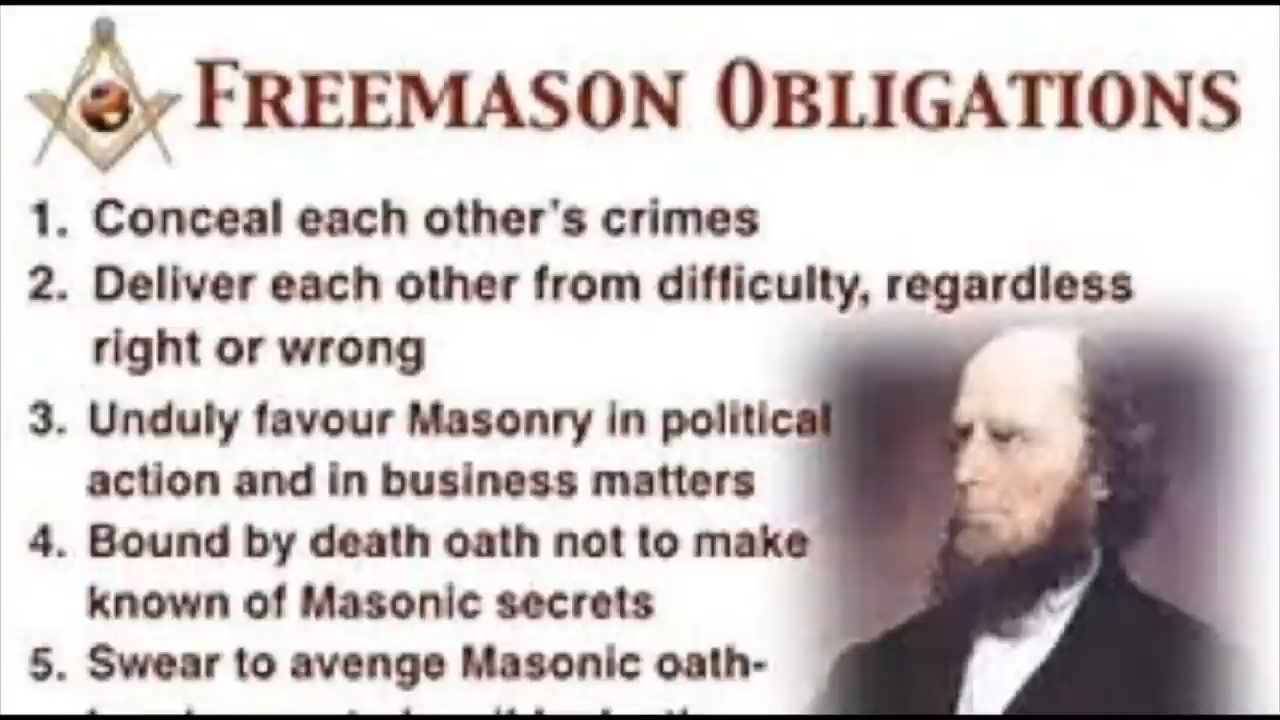 FREEMASON OBLIGATIONS
1. Conceal each other's crimes
2. Deliver each other from difficulty, regardless
right or wrong
3. Unduly favour Masonry in political
action and in business matters
4. Bound by death oath not to make
known of Masonic secrets
5. Swear to avenge Masonic oath-